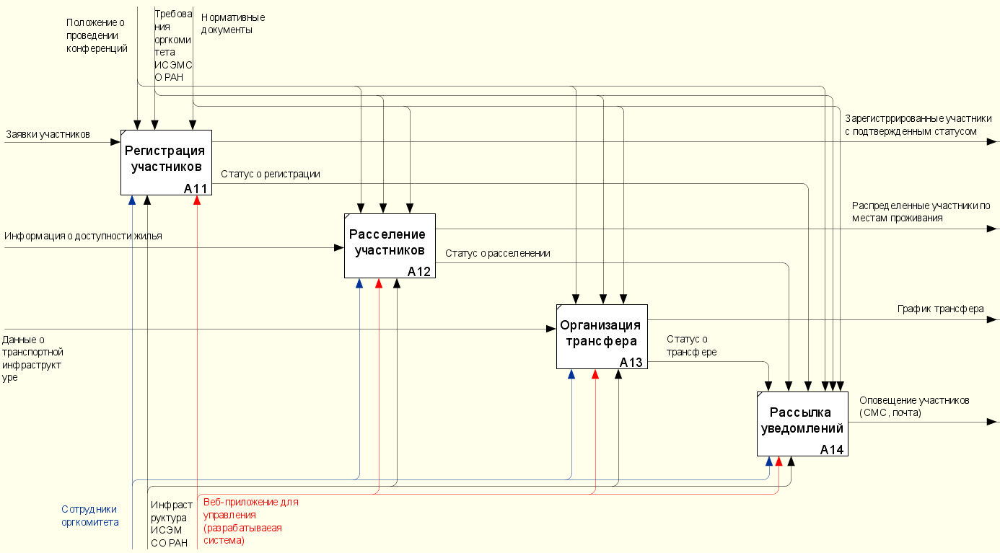 Положение о
проведении
конференций
Требова
ния
оргкоми
тета
ИСЭМС
О РАН
Нормативные
документы
Заявки участников
Регистрация
участников
А11
Зарегистррированные участники
с подтвержденным статусом
Статус о регистрации
Информация о доступности жилья
Расселение
участников
А12
Распределенные участники по
местам проживания
Статус о расселенении
Данные о
транспортной
инфраструкт
уре
Организация
трансфера
А13
График трансфера
Статус о
трансфере
Рассылка
уведомлений
А14
Оповещение участников
(СМС, почта)
Сотрудники
оргкомитета
Инфраст
руктура
ИСЭМ
СО РАН
Веб-приложение для
управления
(разрабатываеая
система)